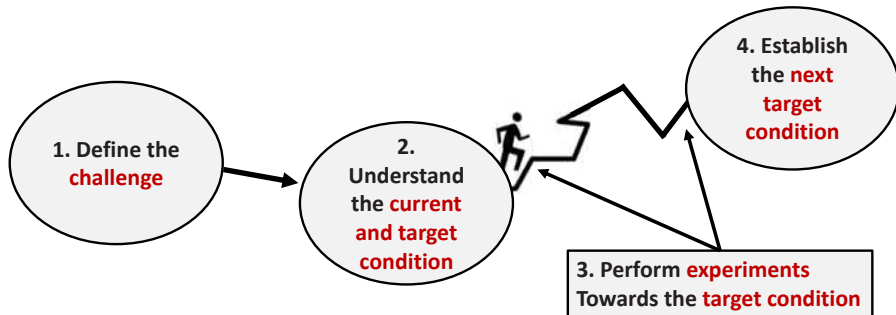 1. Define the
challenge
2.
Understand
the current
and target
condition
3. Perform experiments
Towards the target condition
4. Establish
the next
target
condition